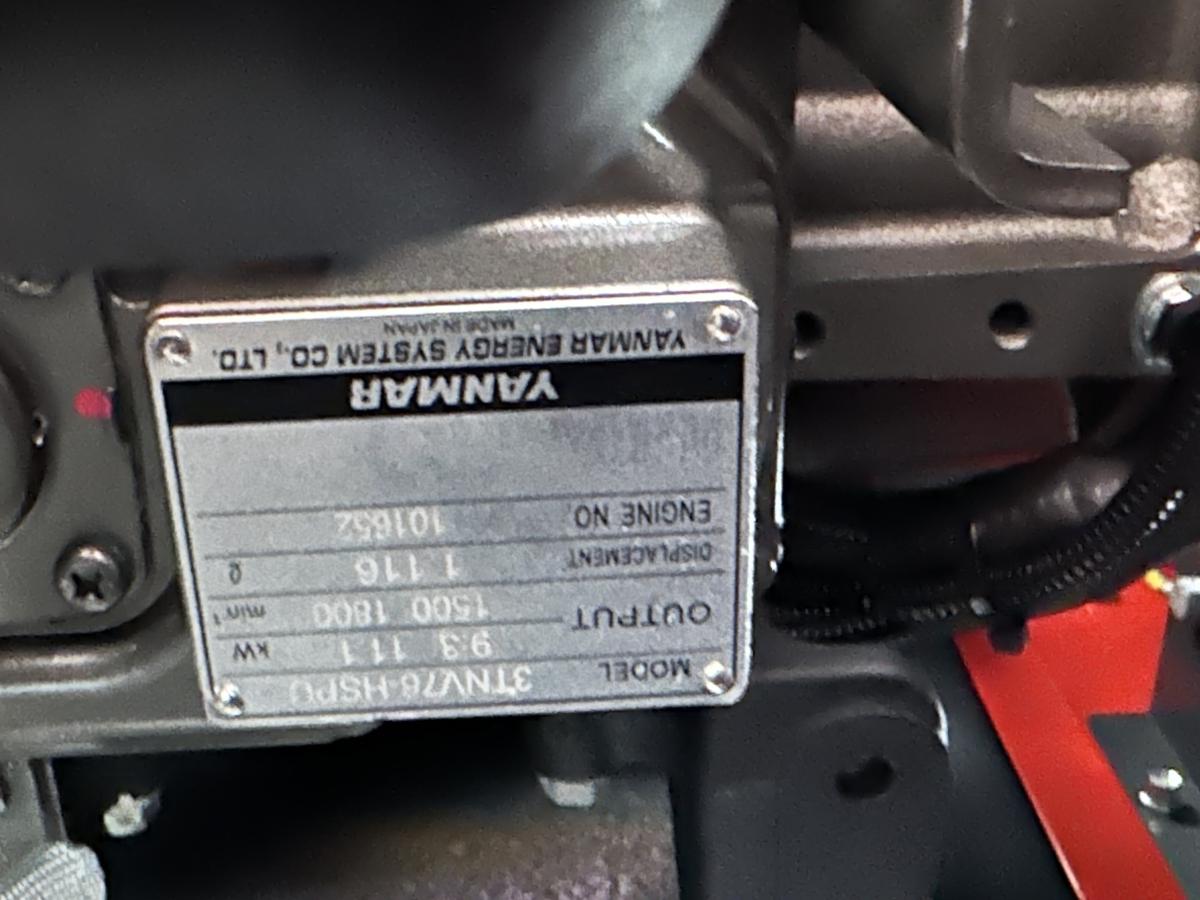 MODEL 3TNV76-HSPU
OUTPUT 9.3 11.1 kW
1500 1800 min⁻¹
DISPLACEMENT 1.116 ℓ
ENGINE NO. 101652
YANMAR
YANMAR ENERGY SYSTEM CO., LTD.
MADE IN JAPAN